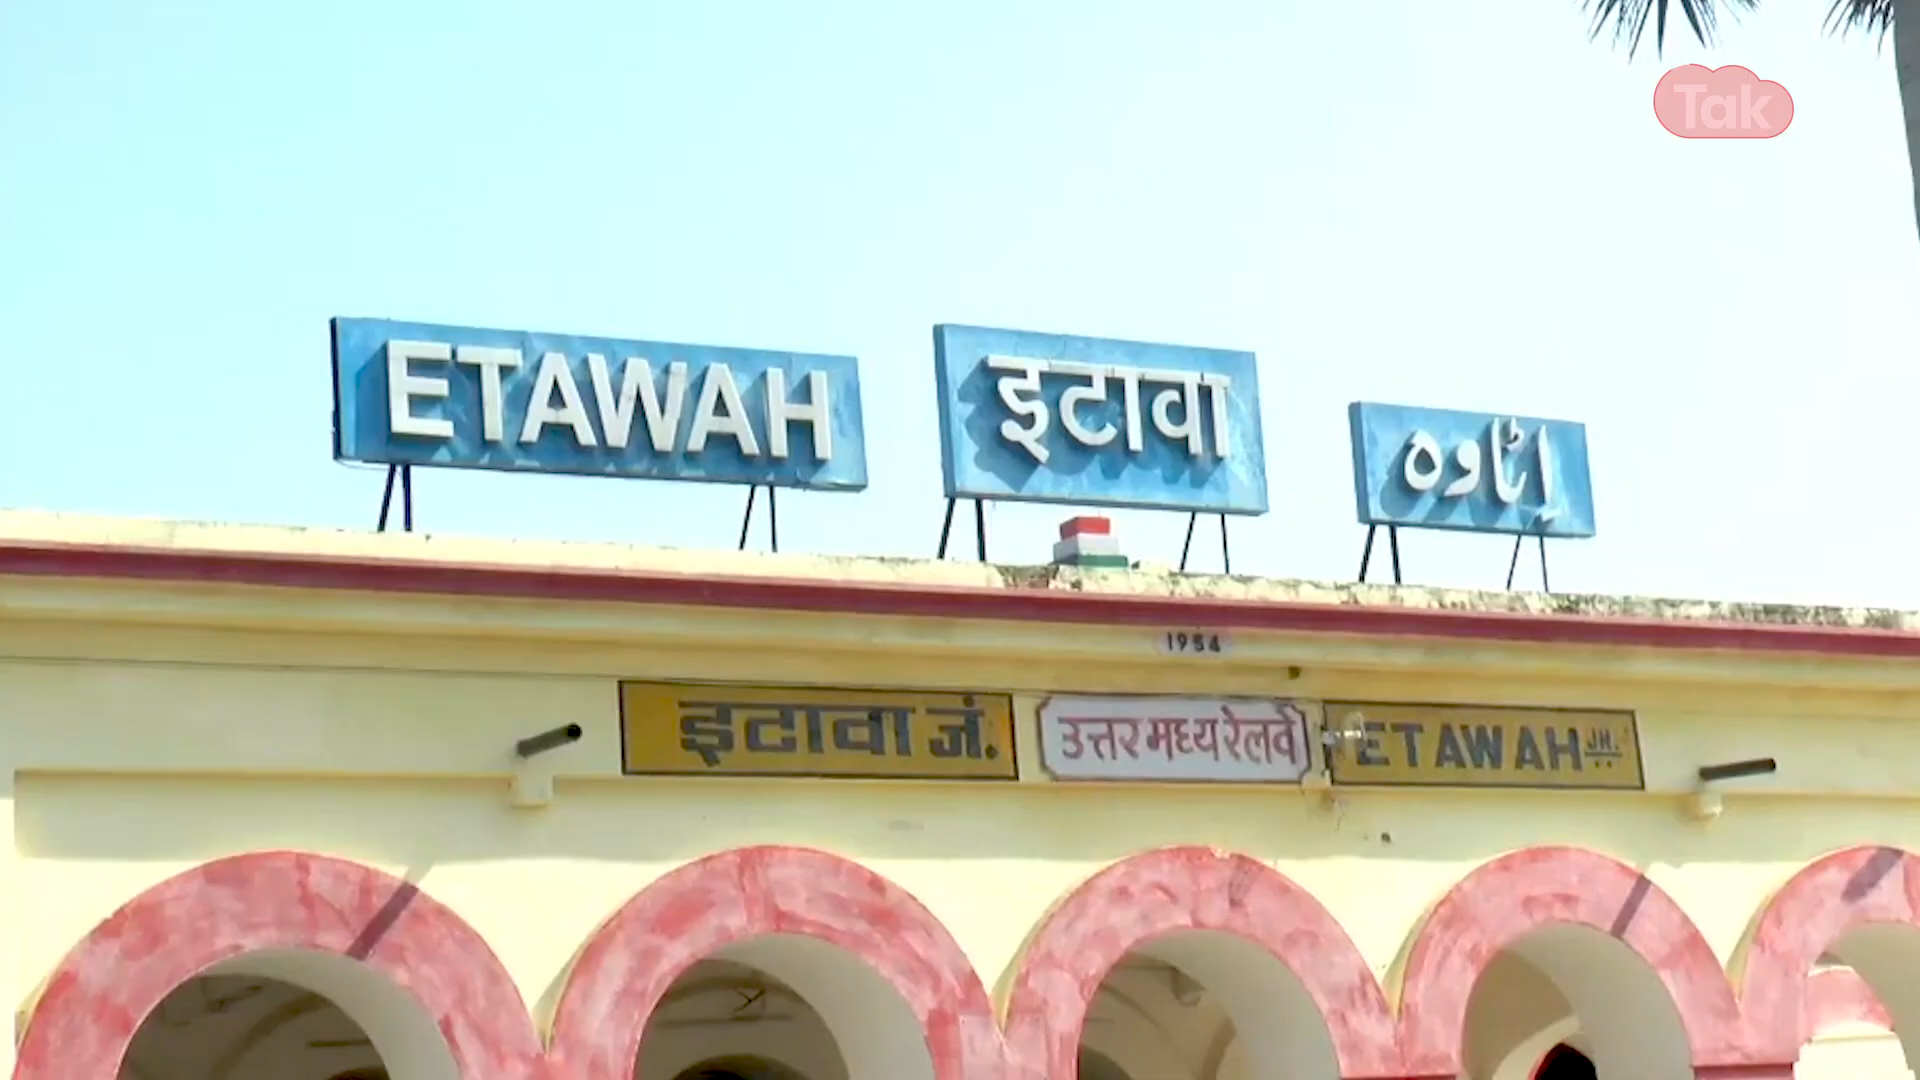 Tak
ETAWAH
इटावा
اٹاوہ
1954
इटावा जं.
उत्तर मध्य रेलवे
ETAWAH JN.